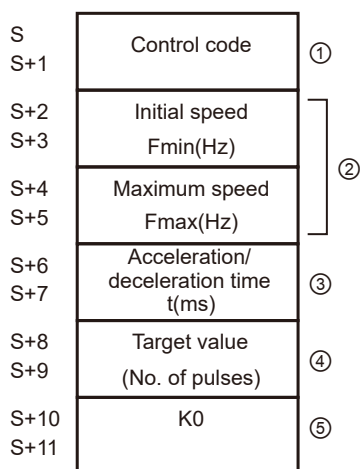 S
S+1
Control code
①
S+2
S+3
Initial speed
Fmin(Hz)
②
S+4
S+5
Maximum speed
Fmax(Hz)
S+6
S+7
Acceleration/
deceleration time
t(ms)
③
S+8
S+9
Target value
(No. of pulses)
④
S+10
S+11
K0
⑤